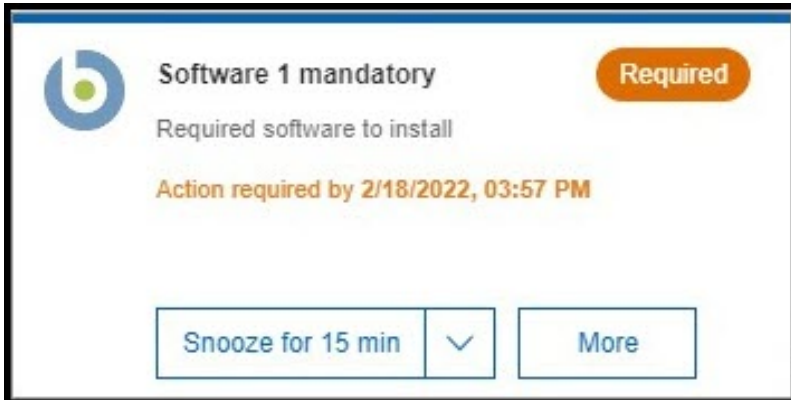 Software 1 mandatory
Required
Required software to install
Action required by 2/18/2022, 03:57 PM
Snooze for 15 min
More